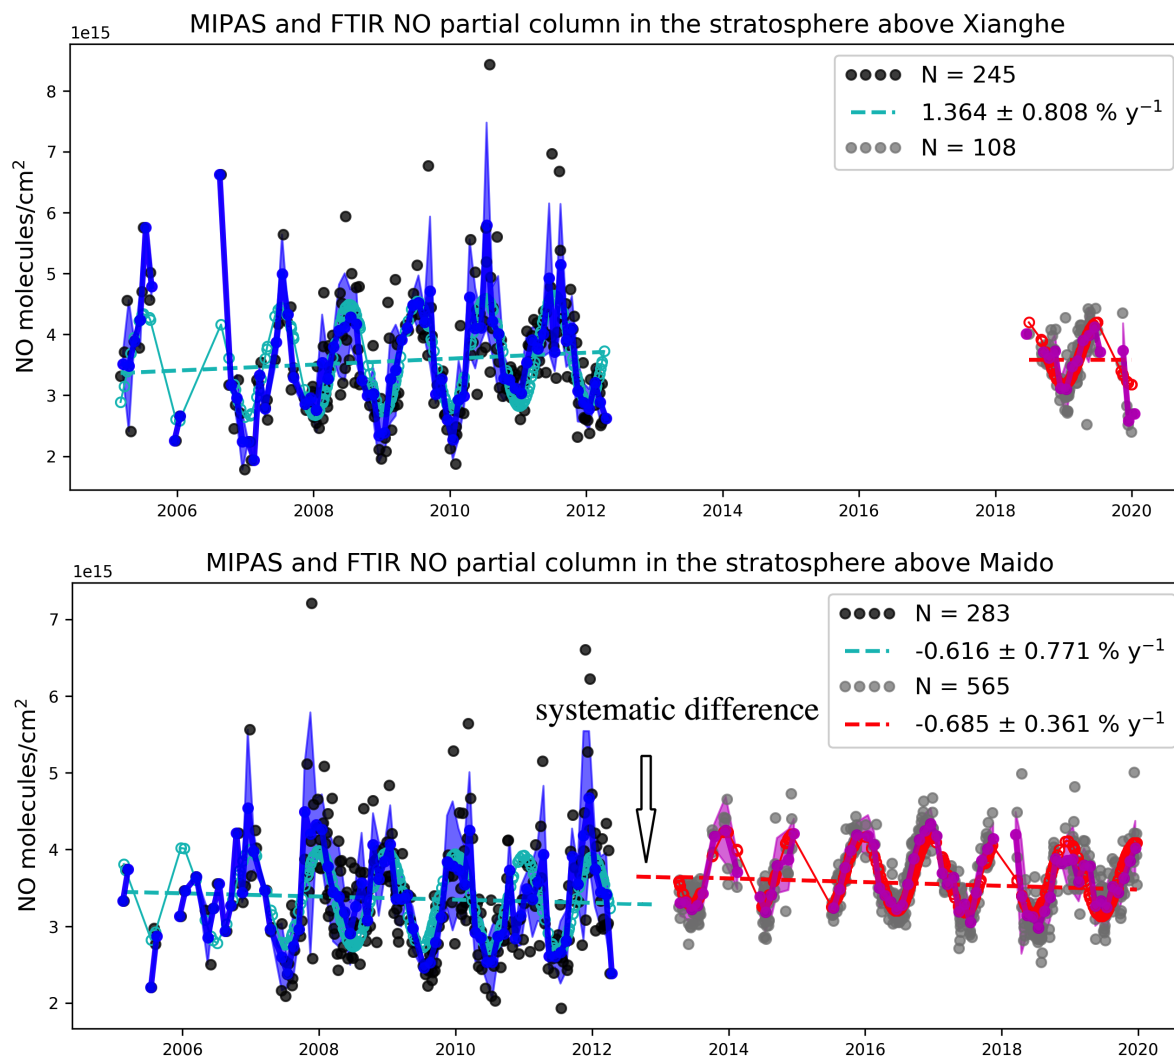 MIPAS and FTIR NO partial column in the stratosphere above Xianghe
1e15
N = 245
1.364 ± 0.808 % y⁻¹
N = 108
NO molecules/cm²
8
7
6
5
4
3
2
2006 2008 2010 2012 2014 2016 2018 2020
MIPAS and FTIR NO partial column in the stratosphere above Maido
1e15
N = 283
-0.616 ± 0.771 % y⁻¹
N = 565
-0.685 ± 0.361 % y⁻¹
systematic difference
NO molecules/cm²
7
6
5
4
3
2
2006 2008 2010 2012 2014 2016 2018 2020